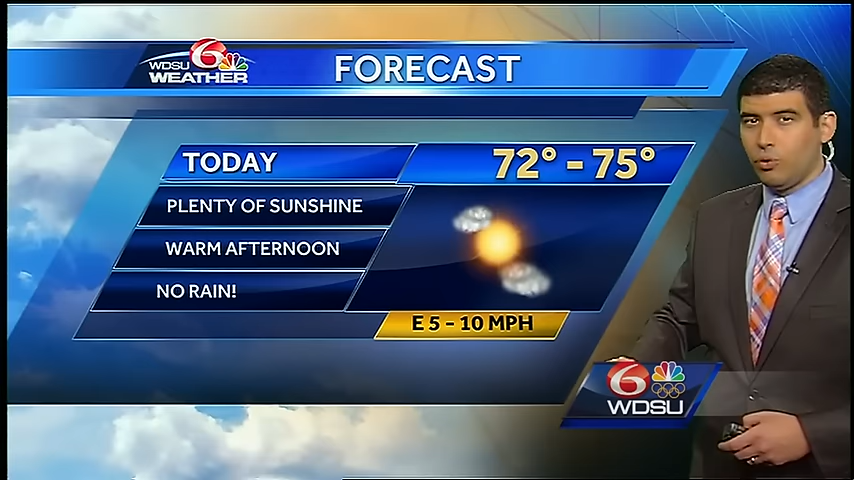 WDSU 6
WEATHER
FORECAST
TODAY
72° - 75°
PLENTY OF SUNSHINE
WARM AFTERNOON
NO RAIN!
E 5 - 10 MPH
6
WDSU